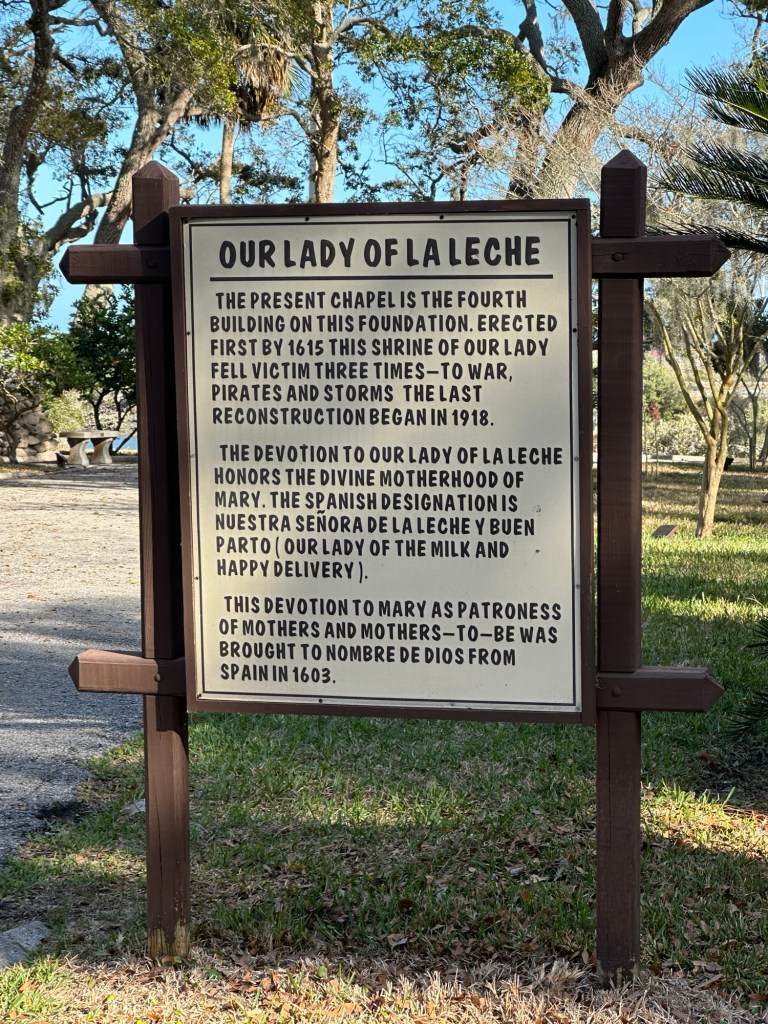 OUR LADY OF LA LECHE
THE PRESENT CHAPEL IS THE FOURTH
BUILDING ON THIS FOUNDATION. ERECTED
FIRST BY 1615 THIS SHRINE OF OUR LADY
FELL VICTIM THREE TIMES—TO WAR,
PIRATES AND STORMS THE LAST
RECONSTRUCTION BEGAN IN 1918.
THE DEVOTION TO OUR LADY OF LA LECHE
HONORS THE DIVINE MOTHERHOOD OF
MARY. THE SPANISH DESIGNATION IS
NUESTRA SEÑORA DE LA LECHE Y BUEN
PARTO ( OUR LADY OF THE MILK AND
HAPPY DELIVERY ).
THIS DEVOTION TO MARY AS PATRONESS
OF MOTHERS AND MOTHERS—TO—BE WAS
BROUGHT TO NOMBRE DE DIOS FROM
SPAIN IN 1603.